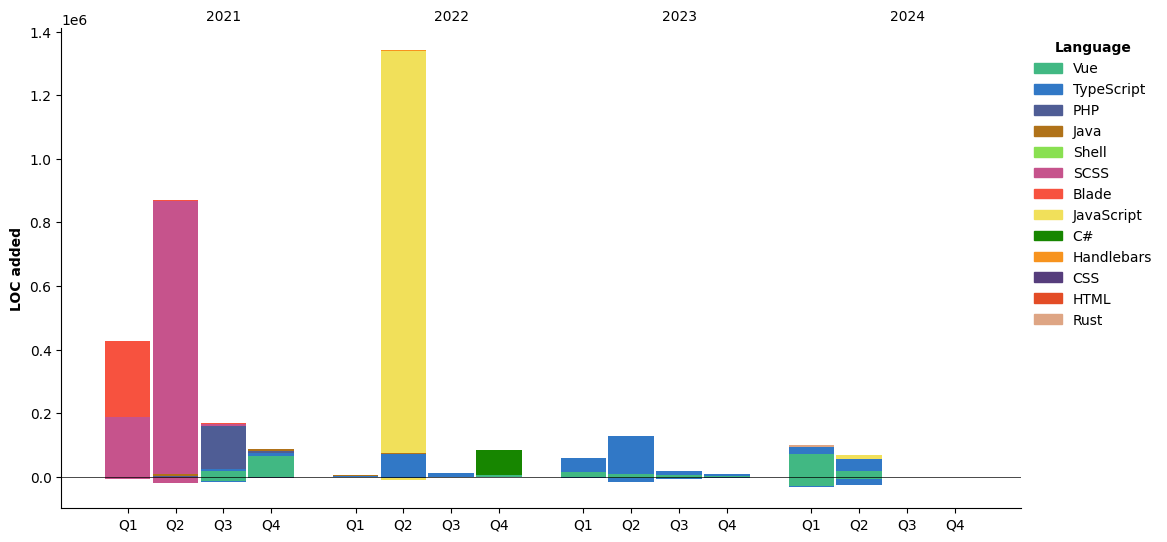 2021 2022 2023 2024
1e6
1.4
1.2
1.0
0.8
0.6
0.4
0.2
0.0
LOC added
Q1 Q2 Q3 Q4 Q1 Q2 Q3 Q4 Q1 Q2 Q3 Q4 Q1 Q2 Q3 Q4
Language
Vue
TypeScript
PHP
Java
Shell
SCSS
Blade
JavaScript
C#
Handlebars
CSS
HTML
Rust